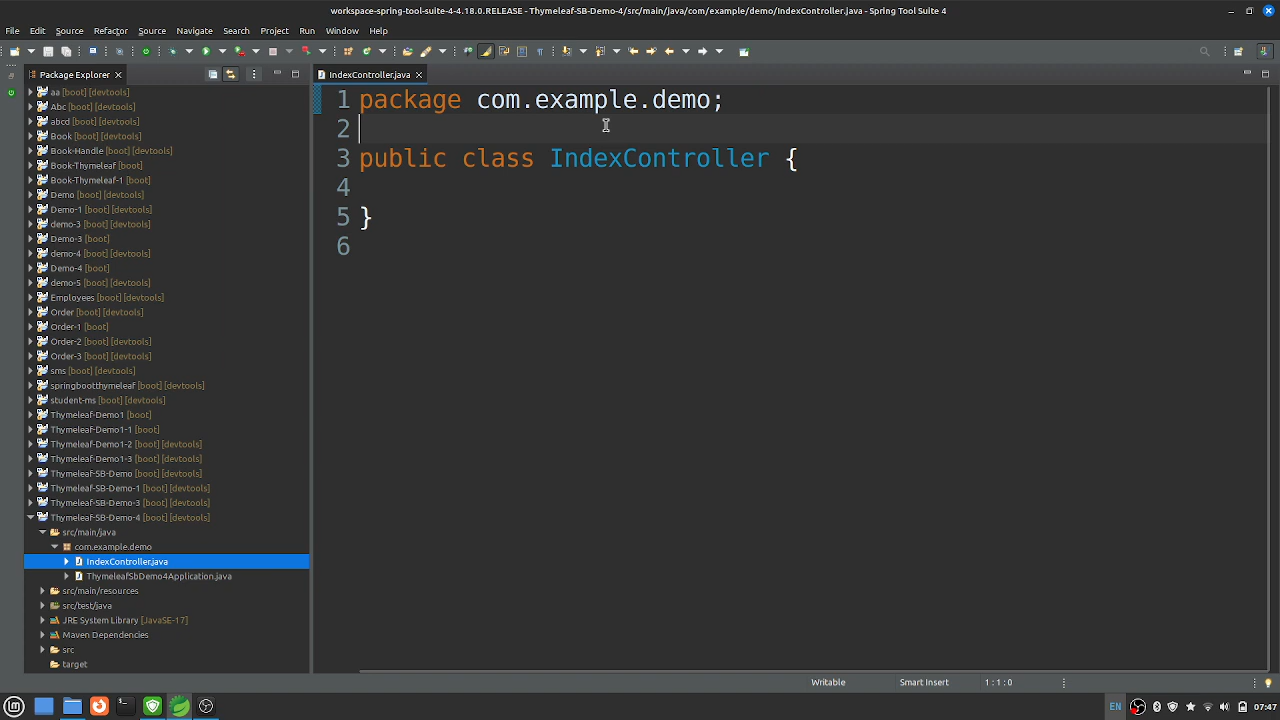 workspace-spring-tool-suite-4-4.18.0.RELEASE - Thymeleaf-SB-Demo-4/src/main/java/com/example/demo/IndexController.java - Spring Tool Suite 4
File Edit Source Refactor Source Navigate Search Project Run Window Help
Package Explorer
IndexController.java
aa [boot] [devtools]
Abc [boot] [devtools]
abcd [boot] [devtools]
Book [boot] [devtools]
Book-Handle [boot] [devtools]
Book-Thymeleaf [boot]
Book-Thymeleaf-1 [boot]
Demo [boot] [devtools]
Demo-1 [boot] [devtools]
demo-3 [boot] [devtools]
Demo-3 [boot]
demo-4 [boot] [devtools]
Demo-4 [boot]
demo-5 [boot] [devtools]
Employees [boot] [devtools]
Order [boot] [devtools]
Order-1 [boot]
Order-2 [boot] [devtools]
Order-3 [boot] [devtools]
sms [boot] [devtools]
springbootthymeleaf [boot] [devtools]
student-ms [boot] [devtools]
Thymeleaf-Demo1 [boot]
Thymeleaf-Demo1-1 [boot]
Thymeleaf-Demo1-2 [boot] [devtools]
Thymeleaf-Demo1-3 [boot] [devtools]
Thymeleaf-SB-Demo [boot] [devtools]
Thymeleaf-SB-Demo-1 [boot] [devtools]
Thymeleaf-SB-Demo-3 [boot] [devtools]
Thymeleaf-SB-Demo-4 [boot] [devtools]
src/main/java
com.example.demo
IndexController.java
ThymeleafSbDemo4Application.java
src/main/resources
src/test/java
JRE System Library [JavaSE-17]
Maven Dependencies
src
target
1 package com.example.demo;
2
3 public class IndexController {
4
5 }
6
Writable Smart Insert 1:1:0
EN 07:47